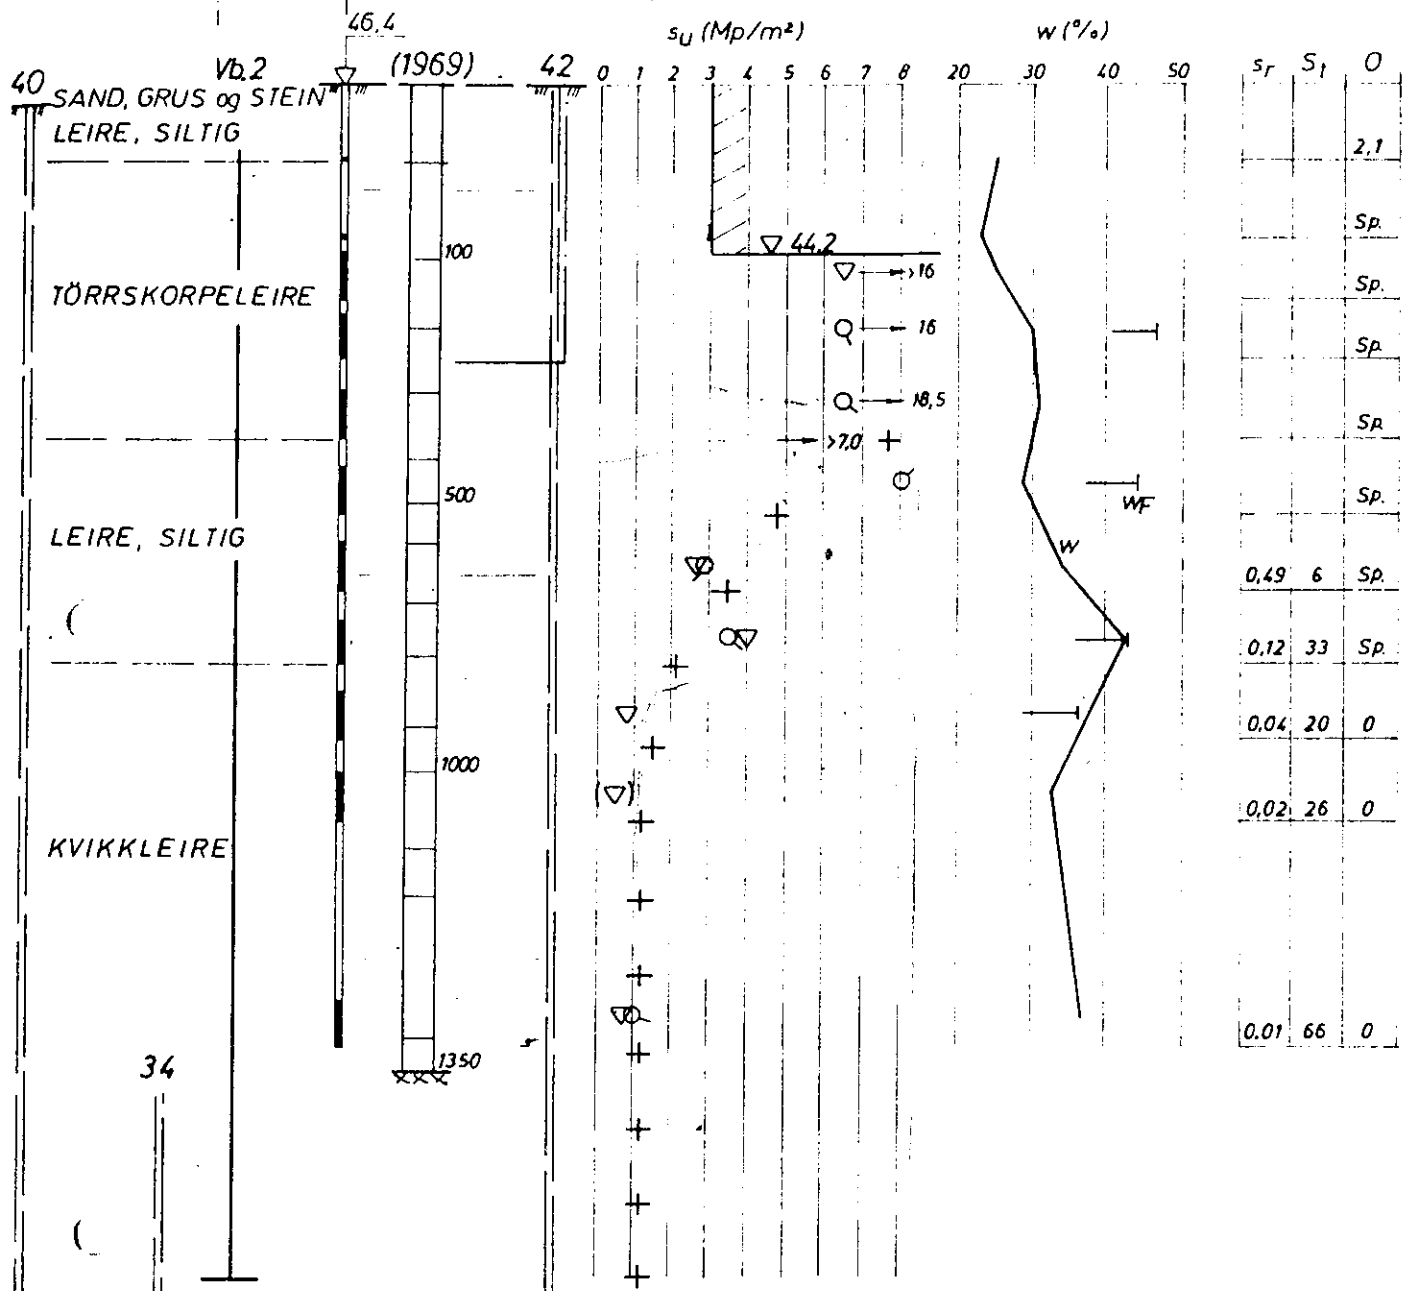 46,4
s_U (Mp/m²)
w (%)
40
Vb.2
(1969)
42
0 1 2 3 4 5 6 7 8
20 30 40 50
s_r S_t O
SAND, GRUS og STEIN
LEIRE, SILTIG
2,1
Sp.
44,2
100
>16
TÖRRSKORPELEIRE
Sp.
16
Sp.
18,5
>7,0
Sp.
500
WF
Sp.
LEIRE, SILTIG
W
0,49 6 Sp.
0,12 33 Sp.
0,04 20 0
1000
( )
0,02 26 0
KVIKKLEIRE
0.01 66 0
1350
34